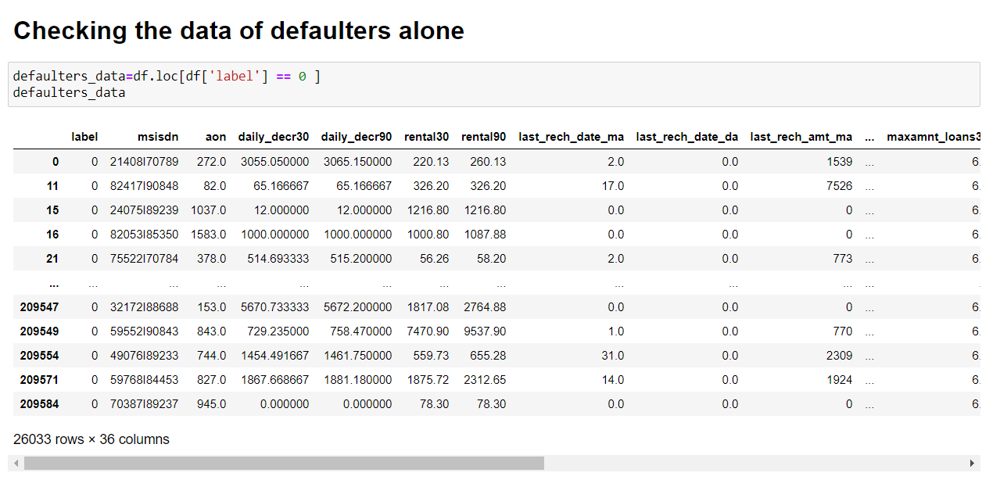 Checking the data of defaulters alone
defaulters_data=df.loc[df['label'] == 0 ]
defaulters_data
label msisdn aon daily_decr30 daily_decr90 rental30 rental90 last_rech_date_ma last_rech_date_da last_rech_amt_ma ... maxamnt_loans3
0 0 21408I70789 272.0 3055.050000 3065.150000 220.13 260.13 2.0 0.0 1539 ... 6.
11 0 82417I90848 82.0 65.166667 65.166667 326.20 326.20 17.0 0.0 7526 ... 6.
15 0 24075I89239 1037.0 12.000000 12.000000 1216.80 1216.80 0.0 0.0 0 ... 6.
16 0 82053I85350 1583.0 1000.000000 1000.000000 1000.80 1087.88 0.0 0.0 0 ... 6.
21 0 75522I70784 378.0 514.693333 515.200000 56.26 58.20 2.0 0.0 773 ... 6.
... ... ... ... ... ... ... ... ... ... ... ... .
209547 0 32172I88688 153.0 5670.733333 5672.200000 1817.08 2764.88 0.0 0.0 0 ... 6.
209549 0 59552I90843 843.0 729.235000 758.470000 7470.90 9537.90 1.0 0.0 770 ... 6.
209554 0 49076I89233 744.0 1454.491667 1461.750000 559.73 655.28 31.0 0.0 2309 ... 6.
209571 0 59768I84453 827.0 1867.668667 1881.180000 1875.72 2312.65 14.0 0.0 1924 ... 6.
209584 0 70387I89237 945.0 0.000000 0.000000 78.30 78.30 0.0 0.0 0 ... 6.
26033 rows × 36 columns